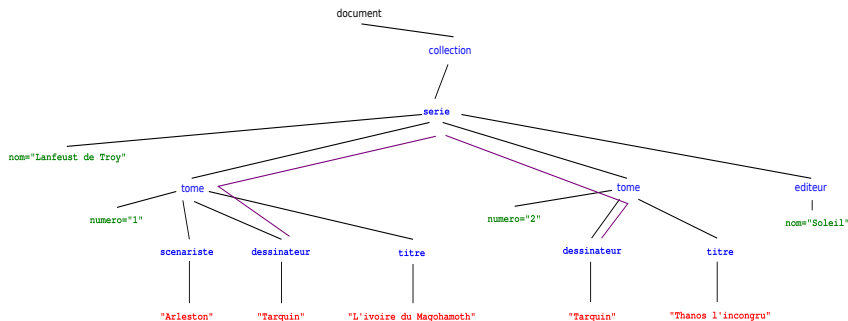 document
collection
serie
nom="Lanfeust de Troy"
tome
tome
editeur
numero="1"
numero="2"
nom="Soleil"
scenariste
dessinateur
titre
dessinateur
titre
"Arleston"
"Tarquin"
"L'ivoire du Magohamoth"
"Tarquin"
"Thanos l'incongru"